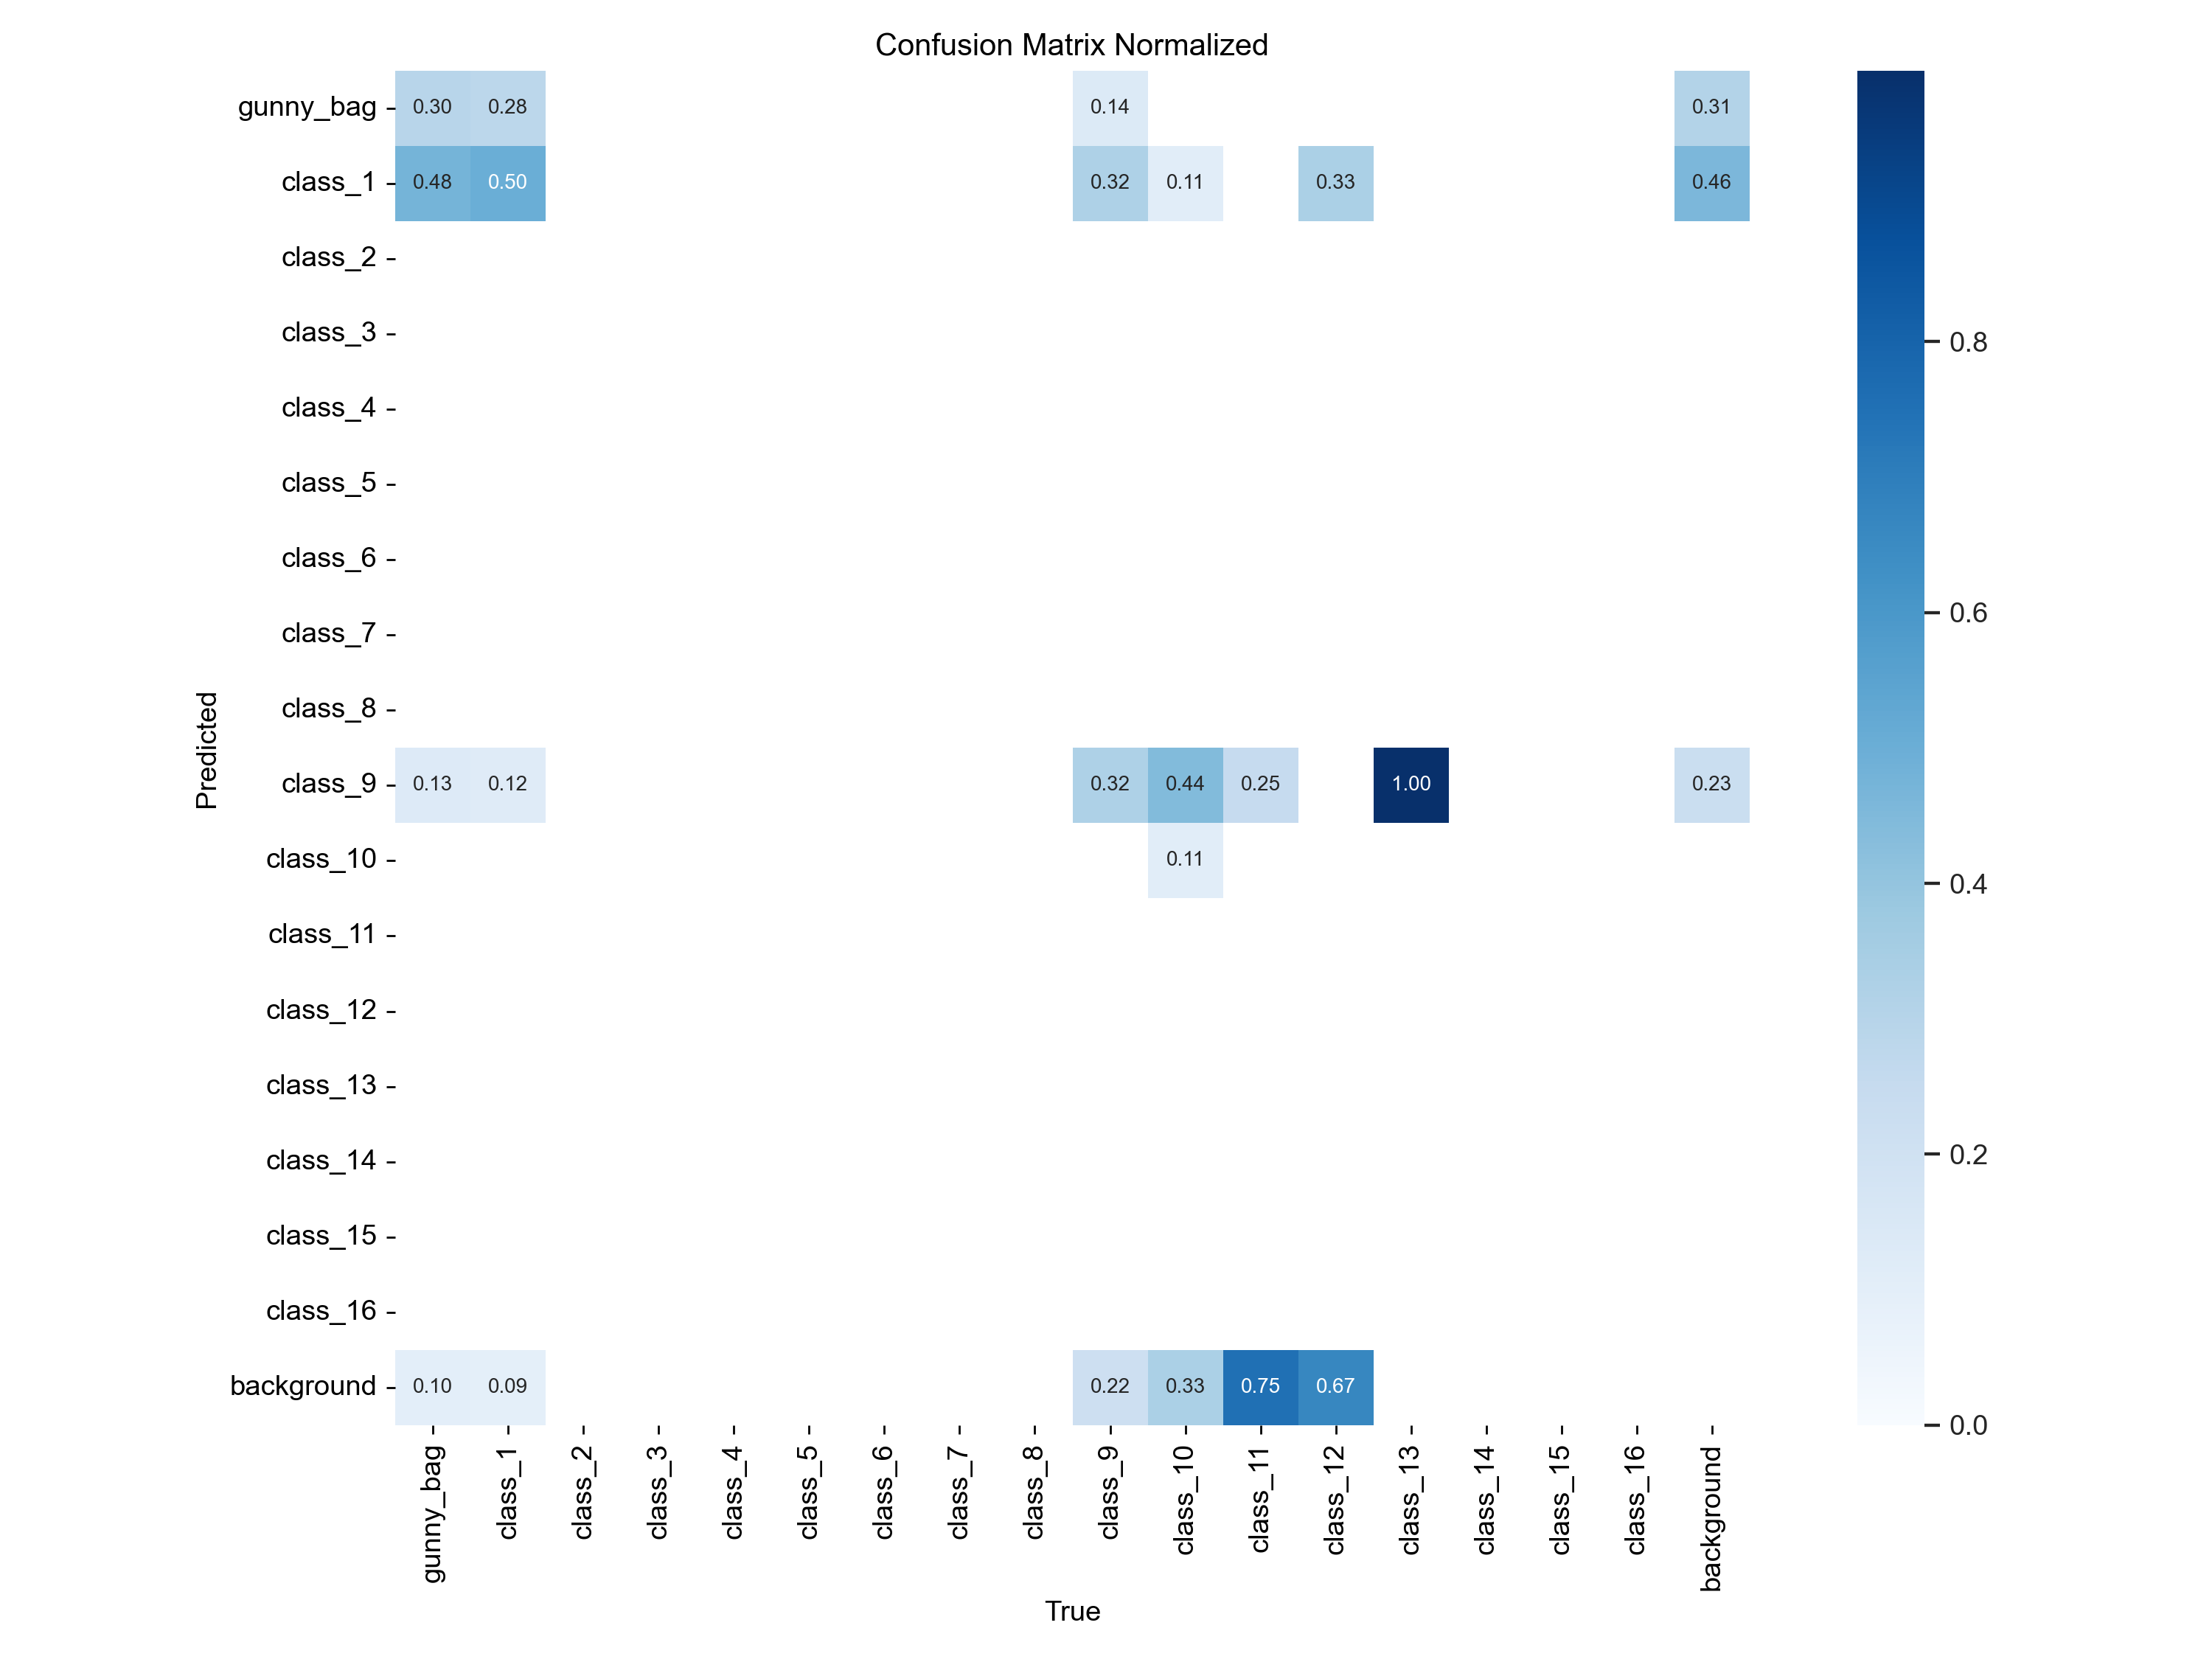 Confusion Matrix Normalized
gunny_bag 0.30 0.28 0.14 0.31
class_1 0.48 0.50 0.32 0.11 0.33 0.46
class_2
class_3
class_4
class_5
class_6
class_7
class_8
class_9 0.13 0.12 0.32 0.44 0.25 1.00 0.23
class_10 0.11
class_11
class_12
class_13
class_14
class_15
class_16
background 0.10 0.09 0.22 0.33 0.75 0.67
Predicted
gunny_bag class_1 class_2 class_3 class_4 class_5 class_6 class_7 class_8 class_9 class_10 class_11 class_12 class_13 class_14 class_15 class_16 background
True
0.8
0.6
0.4
0.2
0.0